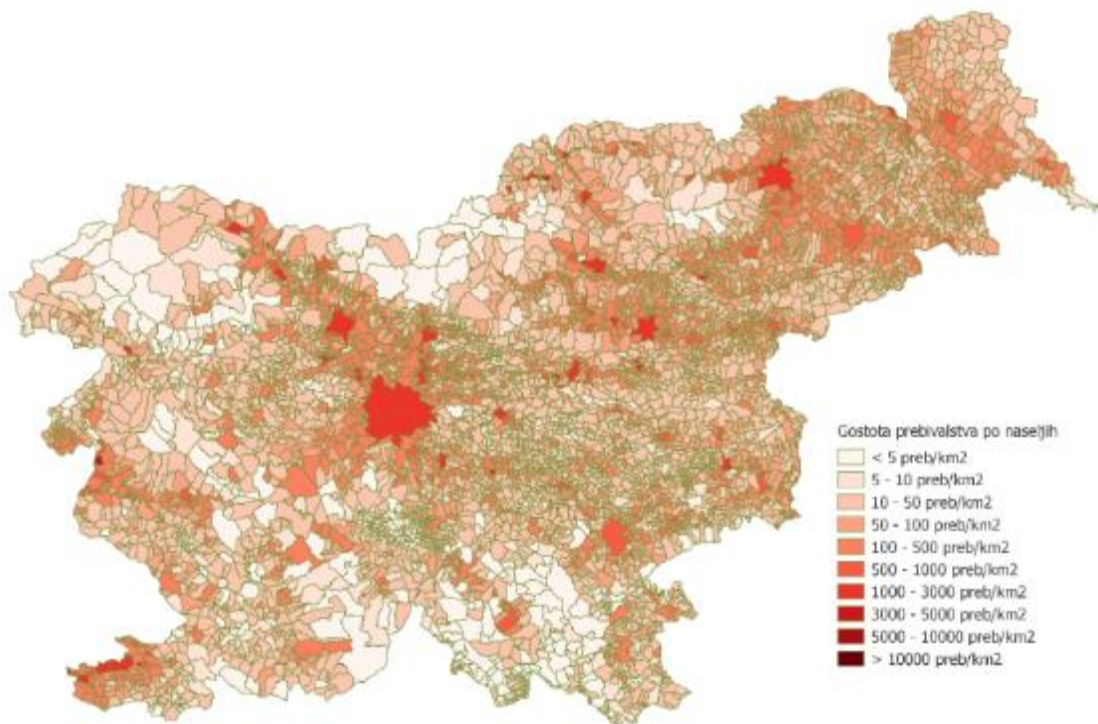 Gostota prebivalstva po naseljih
< 5 preb/km2
5 - 10 preb/km2
10 - 50 preb/km2
50 - 100 preb/km2
100 - 500 preb/km2
500 - 1000 preb/km2
1000 - 3000 preb/km2
3000 - 5000 preb/km2
5000 - 10000 preb/km2
> 10000 preb/km2